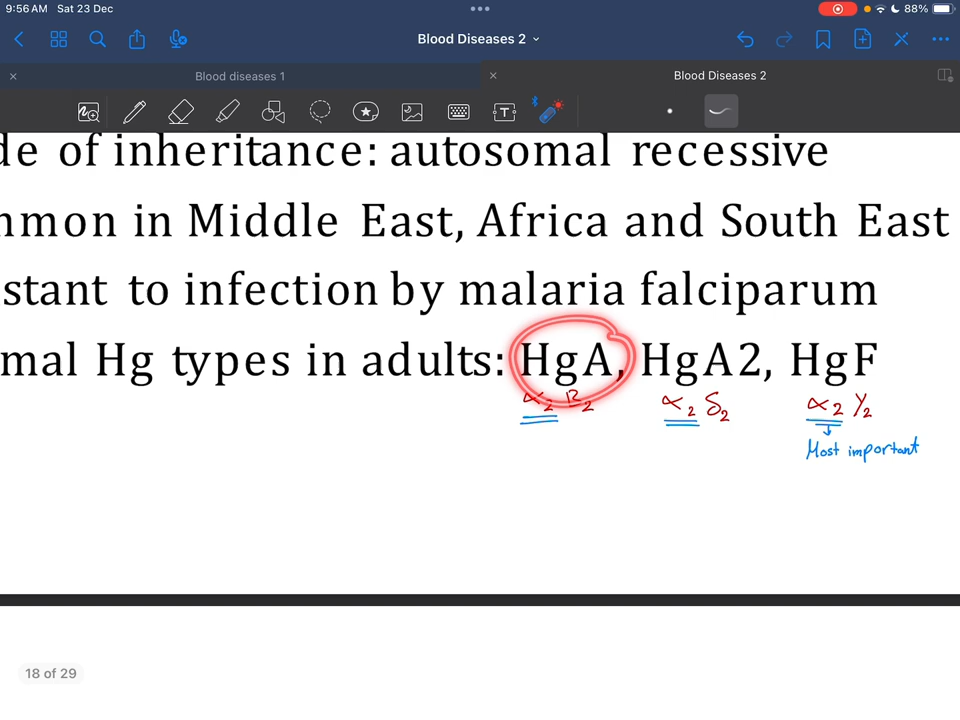 9:56 AM Sat 23 Dec 88%
Blood Diseases 2
Blood diseases 1 Blood Diseases 2
de of inheritance: autosomal recessive
mmon in Middle East, Africa and South East
stant to infection by malaria falciparum
mal Hg types in adults: HgA, HgA2, HgF
α2 B2 α2 δ2 α2 γ2
Most important
18 of 29